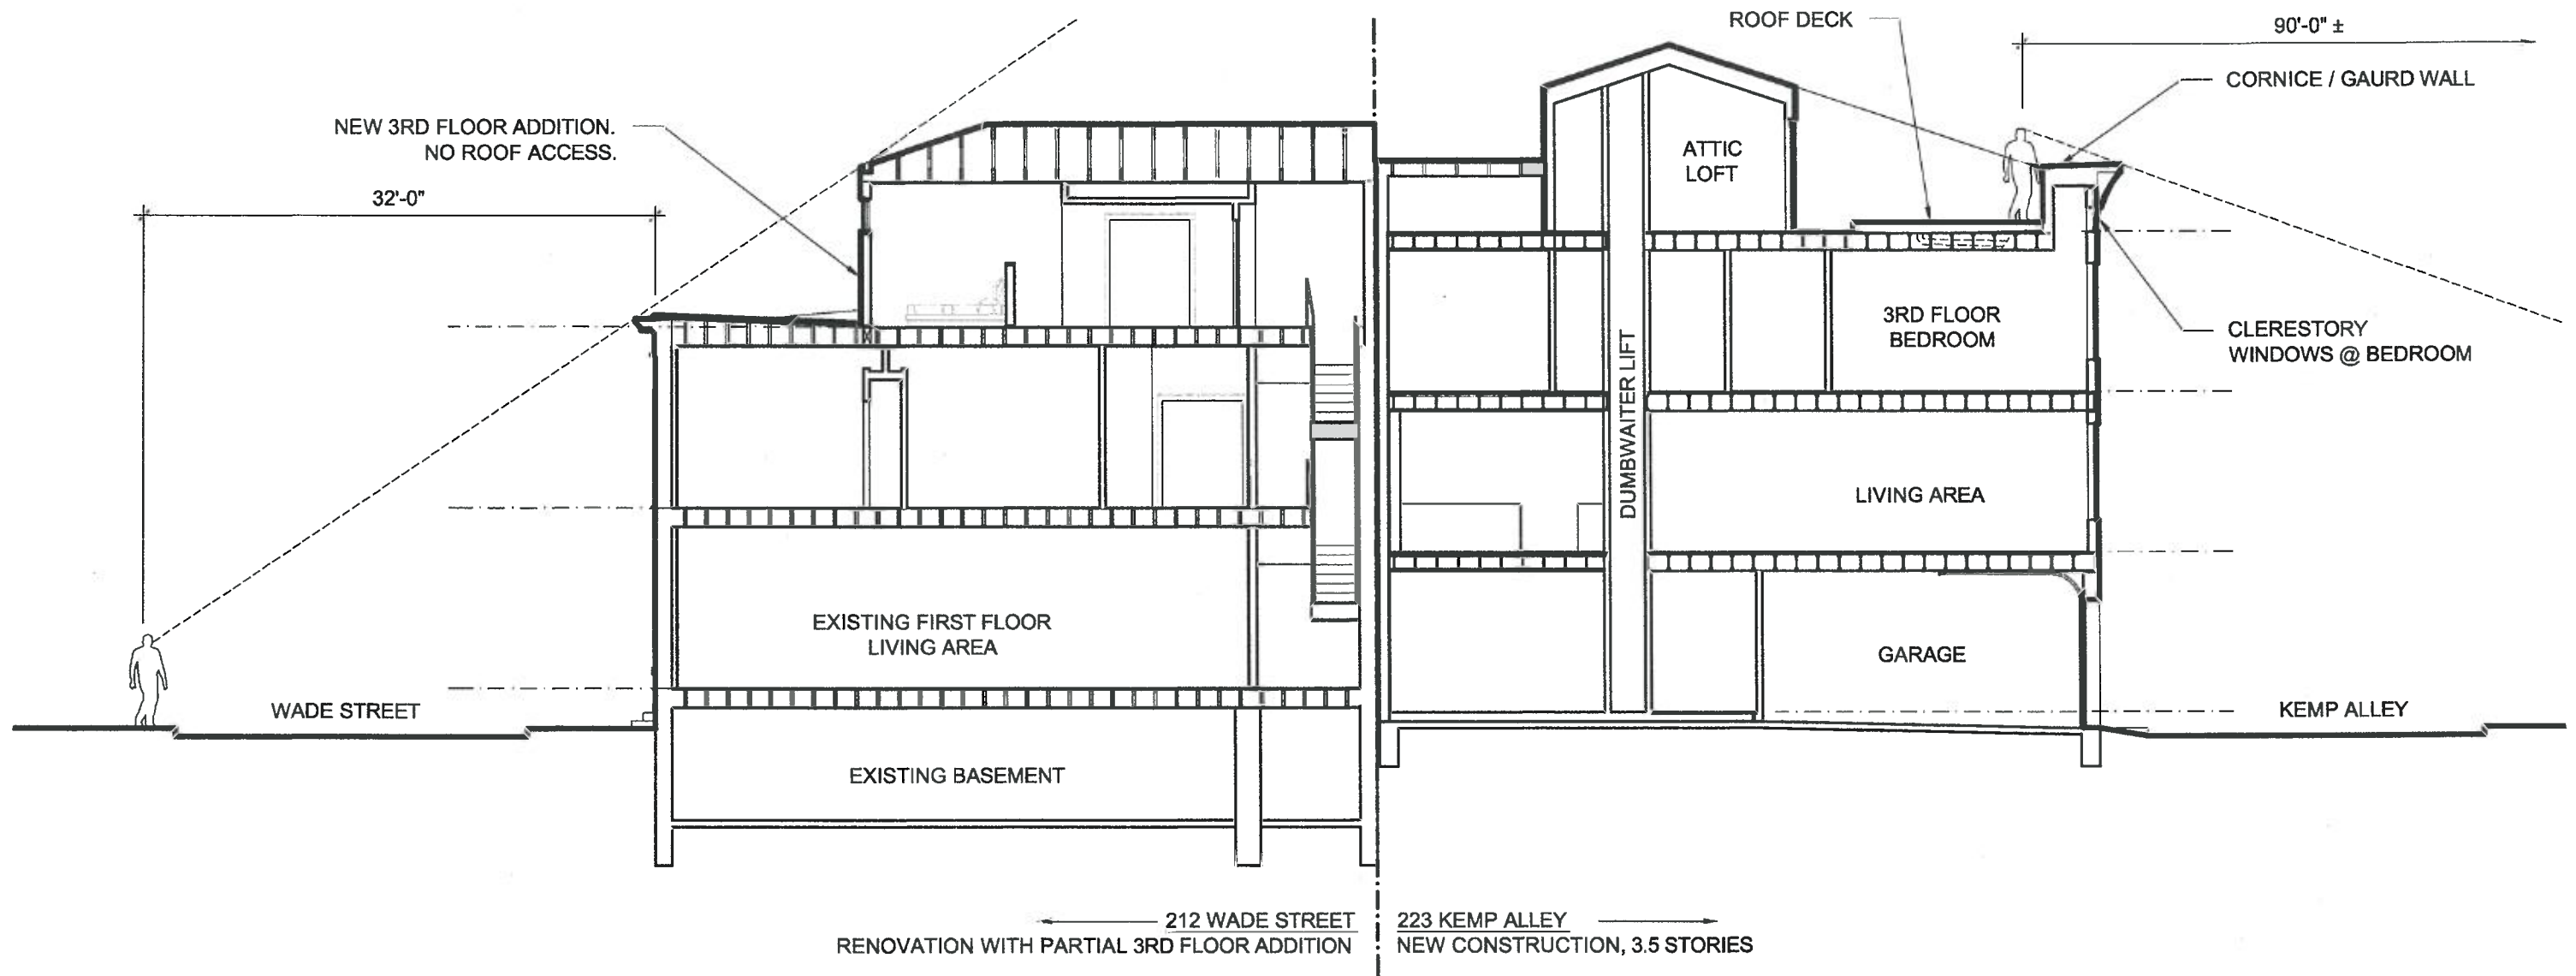 ROOF DECK
90'-0" ±
CORNICE / GAURD WALL
NEW 3RD FLOOR ADDITION.
NO ROOF ACCESS.
32'-0"
ATTIC
LOFT
3RD FLOOR
BEDROOM
CLERESTORY
WINDOWS @ BEDROOM
DUMBWAITER LIFT
LIVING AREA
EXISTING FIRST FLOOR
LIVING AREA
GARAGE
WADE STREET
KEMP ALLEY
EXISTING BASEMENT
212 WADE STREET
RENOVATION WITH PARTIAL 3RD FLOOR ADDITION
223 KEMP ALLEY
NEW CONSTRUCTION, 3.5 STORIES